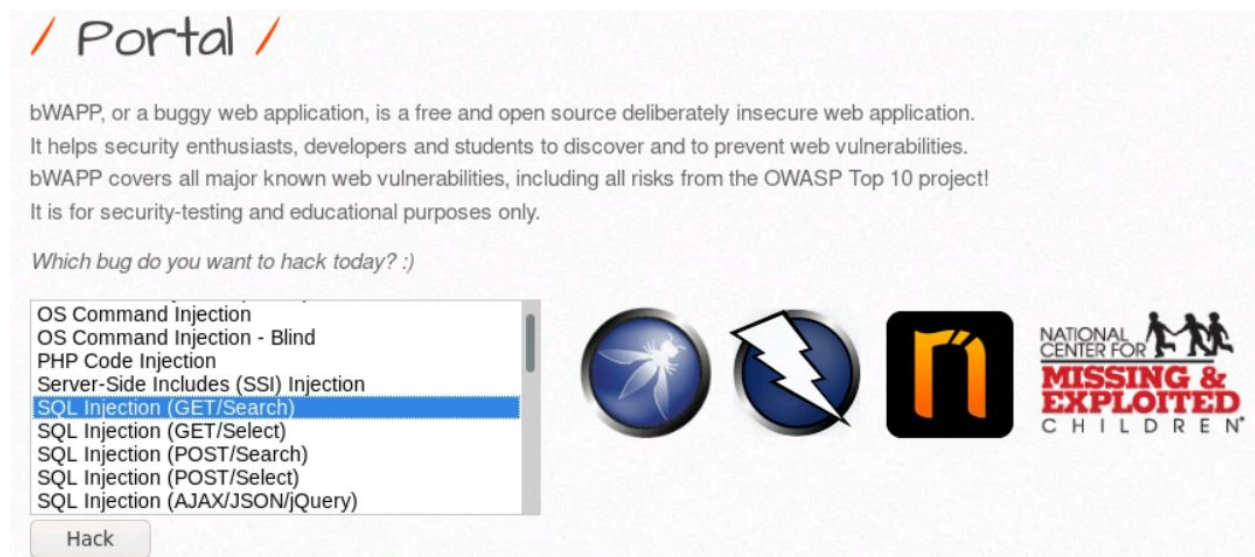 / Portal /
bWAPP, or a buggy web application, is a free and open source deliberately insecure web application.
It helps security enthusiasts, developers and students to discover and to prevent web vulnerabilities.
bWAPP covers all major known web vulnerabilities, including all risks from the OWASP Top 10 project!
It is for security-testing and educational purposes only.
Which bug do you want to hack today? :)
OS Command Injection
OS Command Injection - Blind
PHP Code Injection
Server-Side Includes (SSI) Injection
SQL Injection (GET/Search)
SQL Injection (GET/Select)
SQL Injection (POST/Search)
SQL Injection (POST/Select)
SQL Injection (AJAX/JSON/jQuery)
Hack
n
NATIONAL
CENTER FOR
MISSING &
EXPLOITED
CHILDREN